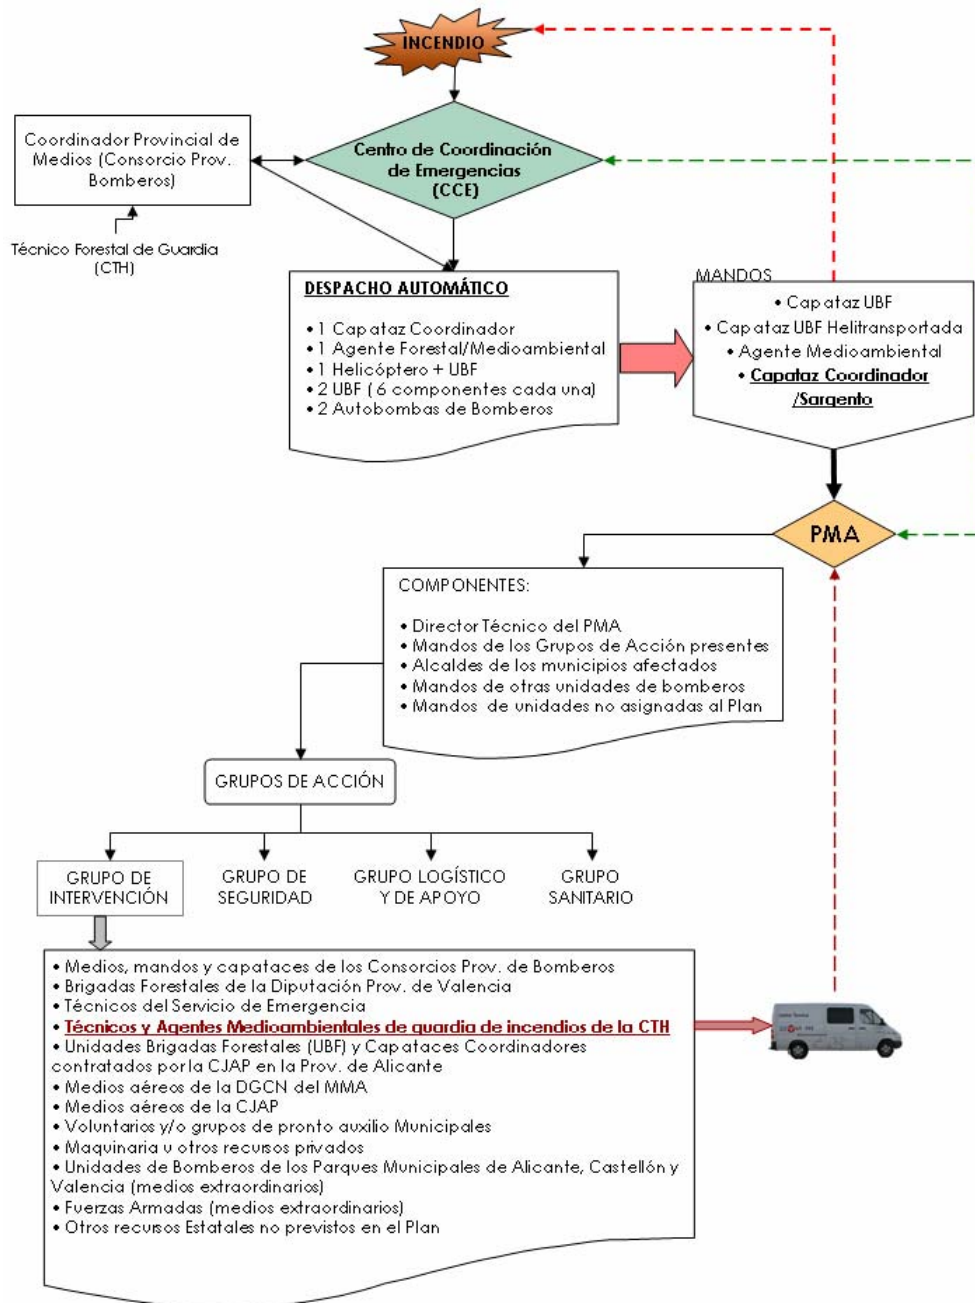 INCENDIO
Coordinador Provincial de
Medios (Consorcio Prov.
Bomberos)
Centro de Coordinación
de Emergencias
(CCE)
Técnico Forestal de Guardia
(CTH)
DESPACHO AUTOMÁTICO
• 1 Capataz Coordinador
• 1 Agente Forestal/Medioambiental
• 1 Helicóptero + UBF
• 2 UBF ( 6 componentes cada una)
• 2 Autobombas de Bomberos
MANDOS
• Capataz UBF
• Capataz UBF Helitransportada
• Agente Medioambiental
• Capataz Coordinador
/Sargento
PMA
COMPONENTES:
• Director Técnico del PMA
• Mandos de los Grupos de Acción presentes
• Alcaldes de los municipios afectados
• Mandos de otras unidades de bomberos
• Mandos de unidades no asignadas al Plan
GRUPOS DE ACCIÓN
GRUPO DE
INTERVENCIÓN
GRUPO DE
SEGURIDAD
GRUPO LOGÍSTICO
Y DE APOYO
GRUPO
SANITARIO
• Medios, mandos y capataces de los Consorcios Prov. de Bomberos
• Brigadas Forestales de la Diputación Prov. de Valencia
• Técnicos del Servicio de Emergencia
• Técnicos y Agentes Medioambientales de guardia de incendios de la CTH
• Unidades Brigadas Forestales (UBF) y Capataces Coordinadores
contratados por la CJAP en la Prov. de Alicante
• Medios aéreos de la DGCN del MMA
• Medios aéreos de la CJAP
• Voluntarios y/o grupos de pronto auxilio Municipales
• Maquinaria u otros recursos privados
• Unidades de Bomberos de los Parques Municipales de Alicante, Castellón y
Valencia (medios extraordinarios)
• Fuerzas Armadas (medios extraordinarios)
• Otros recursos Estatales no previstos en el Plan